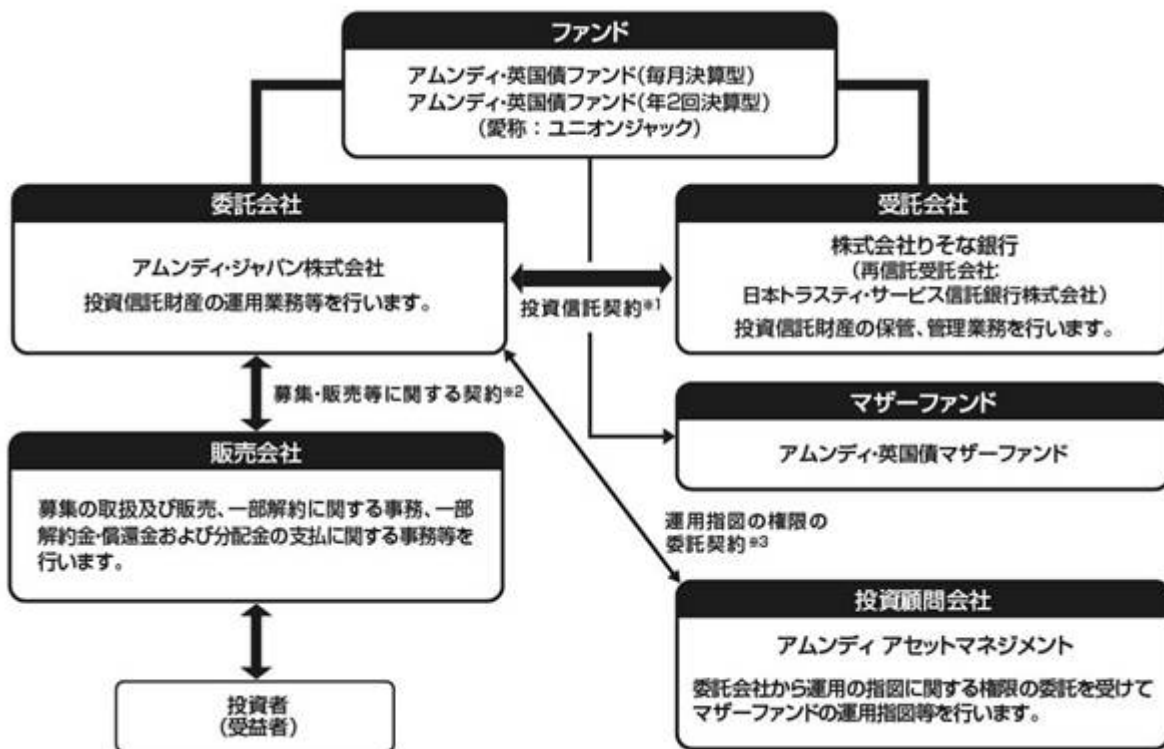 ファンド
アムンディ・英国債ファンド(毎月決算型)
アムンディ・英国債ファンド(年2回決算型)
(愛称：ユニオンジャック)
委託会社
アムンディ・ジャパン株式会社
投資信託財産の運用業務等を行います。
投資信託契約※1
受託会社
株式会社りそな銀行
(再信託受託会社:
日本トラスティ・サービス信託銀行株式会社)
投資信託財産の保管、管理業務を行います。
募集・販売等に関する契約※2
マザーファンド
アムンディ・英国債マザーファンド
販売会社
募集の取扱及び販売、一部解約に関する事務、一部
解約金・償還金および分配金の支払に関する事務等を
行います。
運用指図の権限の
委託契約※3
投資顧問会社
アムンディ アセットマネジメント
委託会社から運用の指図に関する権限の委託を受けて
マザーファンドの運用指図等を行います。
投資者
(受益者)